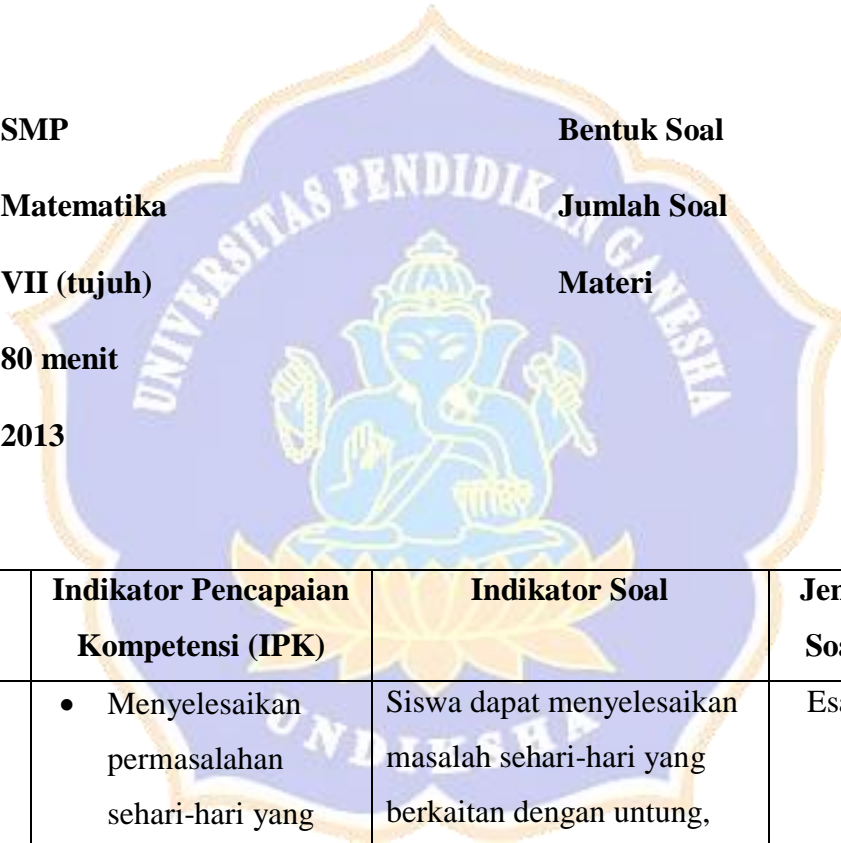 SMP Bentuk Soal
Matematika Jumlah Soal
VII (tujuh) Materi
80 menit
2013
UNIVERSITAS PENDIDIKAN GANESHA
Indikator Pencapaian Kompetensi (IPK)
Indikator Soal
• Menyelesaikan
permasalahan
sehari-hari yang
Siswa dapat menyelesaikan
masalah sehari-hari yang
berkaitan dengan untung,
UNDIKSHA